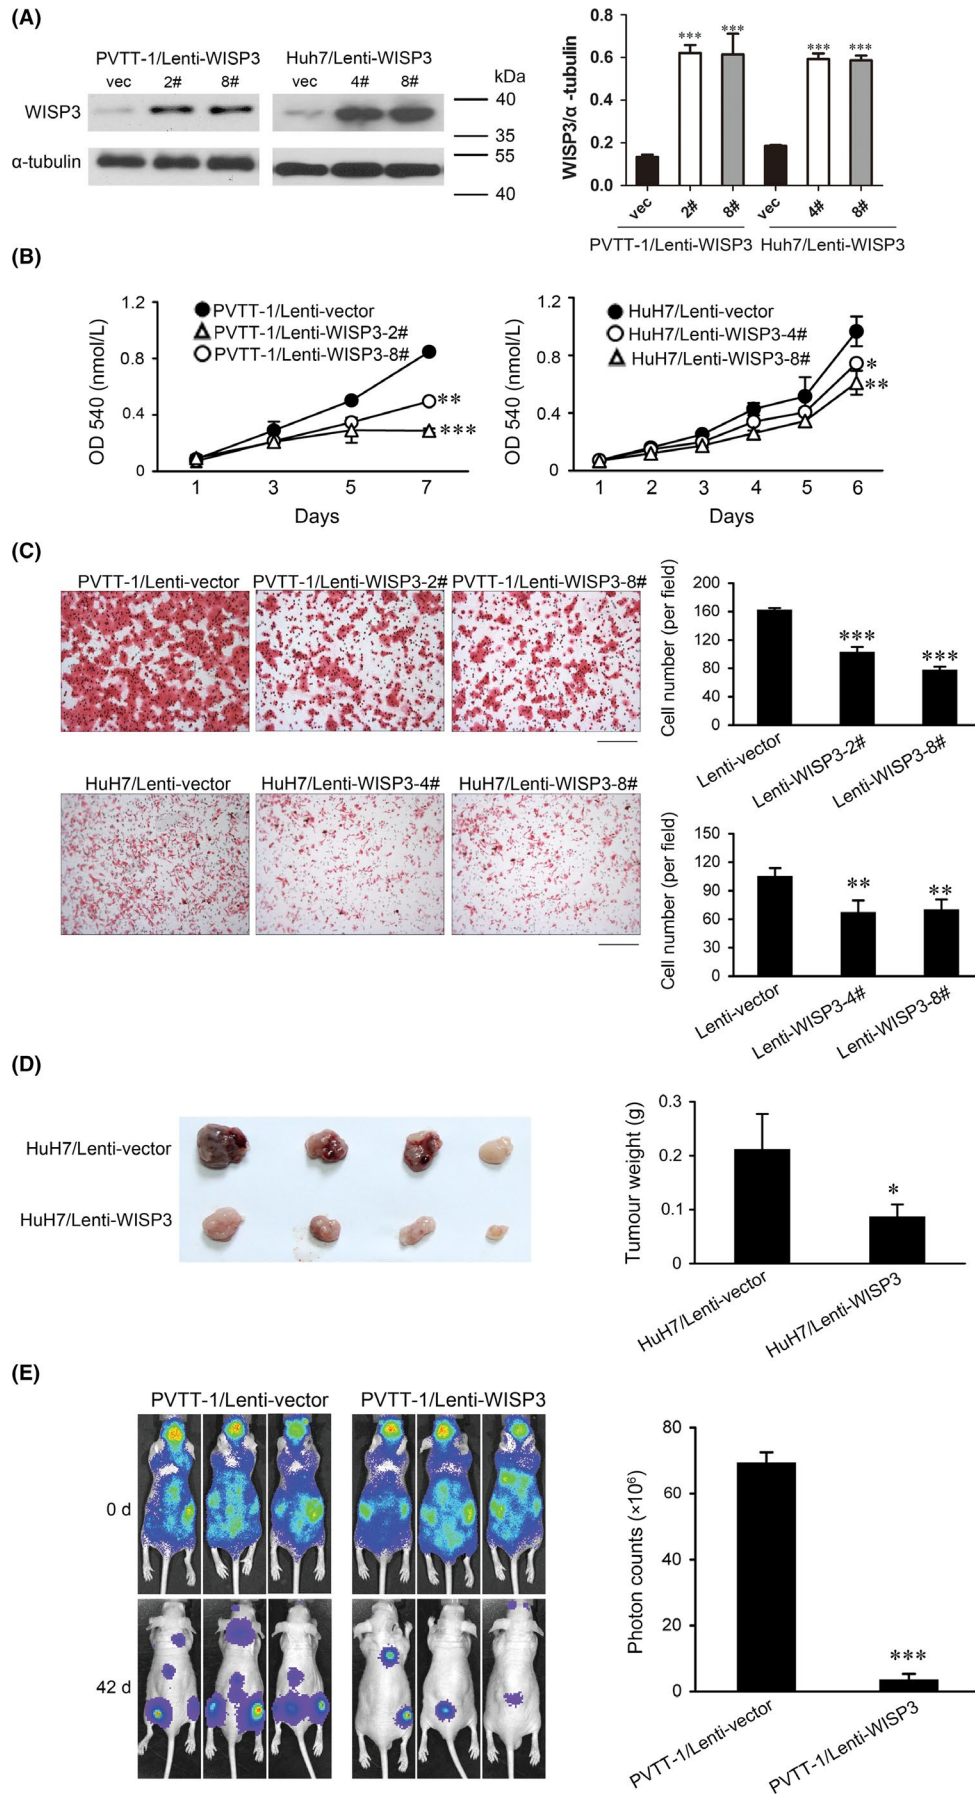 (A)
PVTT-1/Lenti-WISP3 Huh7/Lenti-WISP3
vec 2# 8# vec 4# 8# kDa
WISP3
40
35
α-tubulin
55
40
WISP3/α -tubulin
0.8
0.6
0.4
0.2
0.0
*** *** *** ***
vec 2# 8# vec 4# 8#
PVTT-1/Lenti-WISP3 Huh7/Lenti-WISP3
(B)
OD 540 (nmol/L)
1.2
0.8
0.4
0
PVTT-1/Lenti-vector
PVTT-1/Lenti-WISP3-2#
PVTT-1/Lenti-WISP3-8#
**
***
1 3 5 7
Days
OD 540 (nmol/L)
1.2
0.8
0.4
0
HuH7/Lenti-vector
HuH7/Lenti-WISP3-4#
HuH7/Lenti-WISP3-8#
*
**
1 2 3 4 5 6
Days
(C)
PVTT-1/Lenti-vector PVTT-1/Lenti-WISP3-2# PVTT-1/Lenti-WISP3-8#
Cell number (per field)
200
160
120
80
40
0
*** ***
Lenti-vector Lenti-WISP3-2# Lenti-WISP3-8#
HuH7/Lenti-vector HuH7/Lenti-WISP3-4# HuH7/Lenti-WISP3-8#
Cell number (per field)
150
120
90
60
30
0
** **
Lenti-vector Lenti-WISP3-4# Lenti-WISP3-8#
(D)
HuH7/Lenti-vector
HuH7/Lenti-WISP3
Tumour weight (g)
0.3
0.2
0.1
0
*
HuH7/Lenti-vector HuH7/Lenti-WISP3
(E)
PVTT-1/Lenti-vector PVTT-1/Lenti-WISP3
0 d
42 d
Photon counts (×10⁶)
80
60
40
20
0
***
PVTT-1/Lenti-vector PVTT-1/Lenti-WISP3